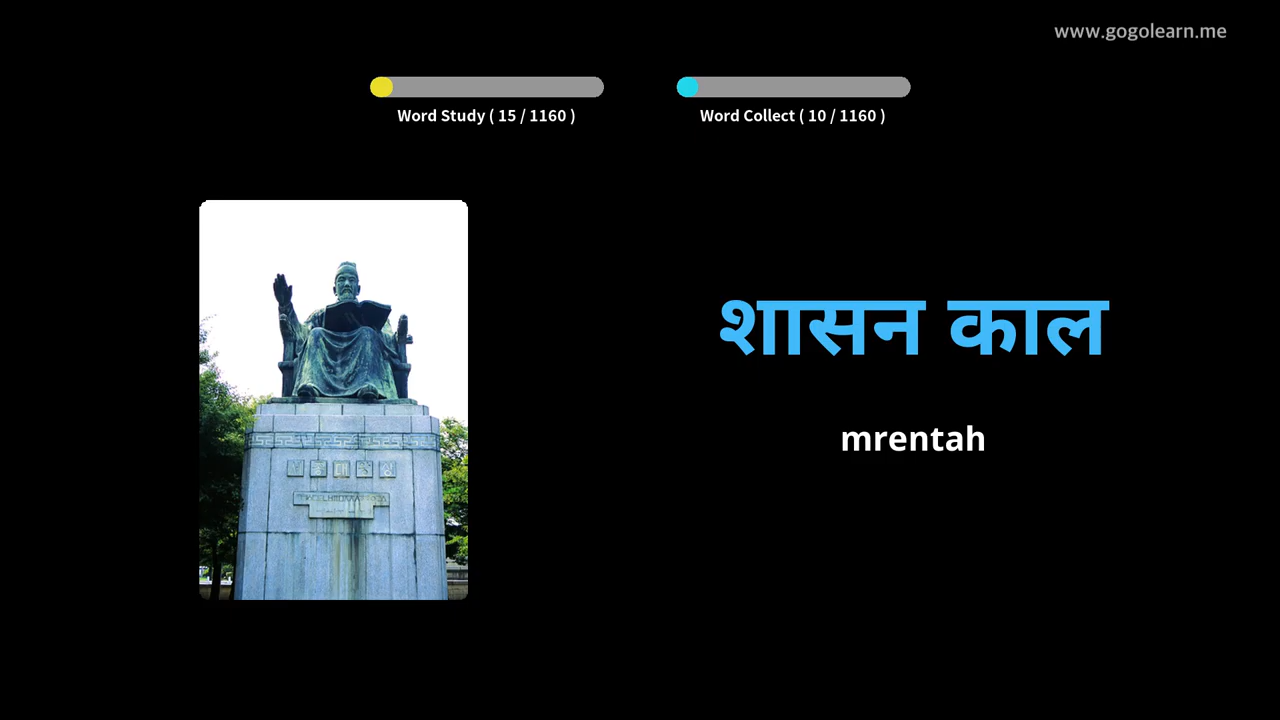 www.gogolearn.me
Word Study ( 15 / 1160 )
Word Collect ( 10 / 1160 )
शासन काल
mrentah